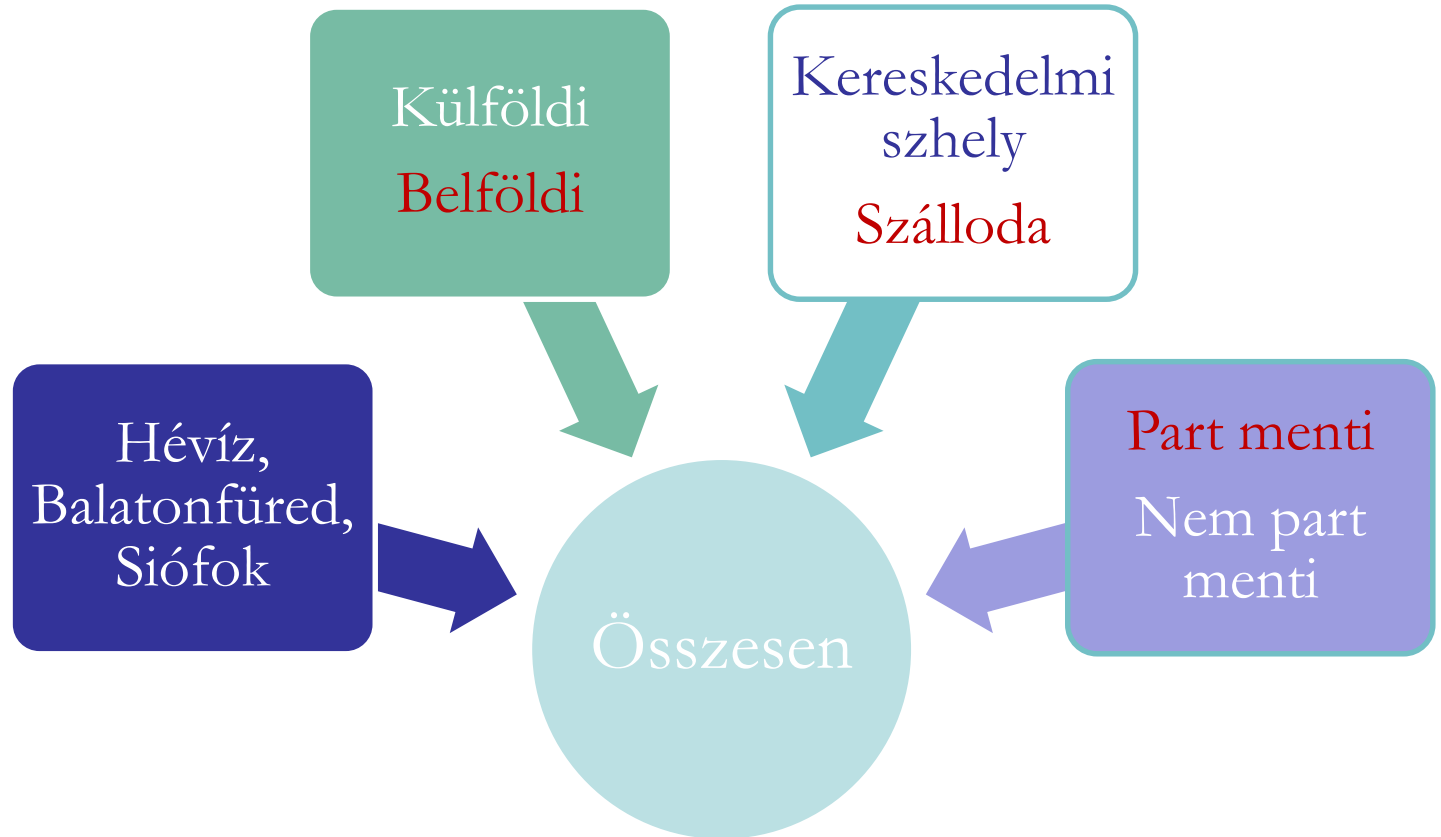 Külföldi
Belföldi
Kereskedelmi
szhely
Szálloda
Hévíz,
Balatonfüred,
Siófok
Part menti
Nem part
menti
Összesen